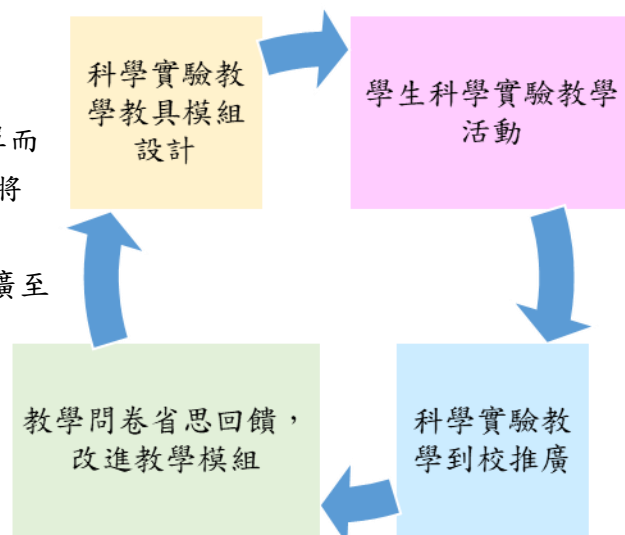 科學實驗教
學教具模組
設計
學生科學實驗教學
活動
而
將
廣至
教學問卷省思回饋，
改進教學模組
科學實驗教
學到校推廣